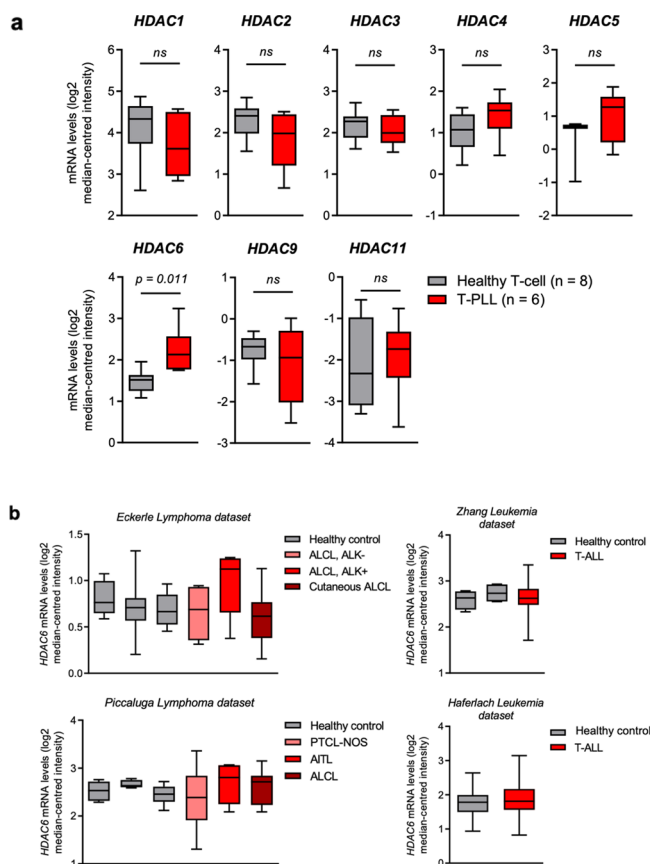 a
HDAC1
HDAC2
HDAC3
HDAC4
HDAC5
mRNA levels (log2
median-centred intensity)
ns
ns
ns
ns
ns
6
5
4
3
2
4
3
2
1
0
4
3
2
1
0
3
2
1
0
-1
3
2
1
0
-1
-2
HDAC6
HDAC9
HDAC11
mRNA levels (log2
median-centred intensity)
p = 0.011
ns
ns
4
3
2
1
0
1
0
-1
-2
-3
0
-1
-2
-3
-4
Healthy T-cell (n = 8)
T-PLL (n = 6)
b
Eckerle Lymphoma dataset
HDAC6 mRNA levels (log2
median-centred intensity)
1.5
1.0
0.5
0.0
Healthy control
ALCL, ALK-
ALCL, ALK+
Cutaneous ALCL
Zhang Leukemia
dataset
HDAC6 mRNA levels (log2
median-centred intensity)
4
3
2
1
Healthy control
T-ALL
Piccaluga Lymphoma dataset
HDAC6 mRNA levels (log2
median-centred intensity)
4
3
2
1
Healthy control
PTCL-NOS
AITL
ALCL
Haferlach Leukemia
dataset
HDAC6 mRNA levels (log2
median-centred intensity)
4
3
2
1
0
Healthy control
T-ALL